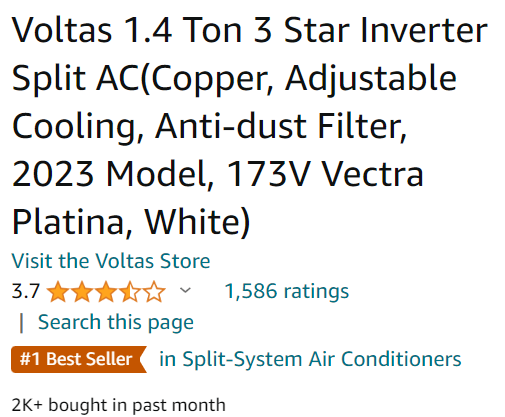 Voltas 1.4 Ton 3 Star Inverter
Split AC(Copper, Adjustable
Cooling, Anti-dust Filter,
2023 Model, 173V Vectra
Platina, White)
Visit the Voltas Store
3.7 1,586 ratings
| Search this page
#1 Best Seller in Split-System Air Conditioners
2K+ bought in past month